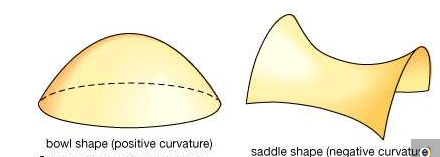 bowl shape (positive curvature)
saddle shape (negative curvature)